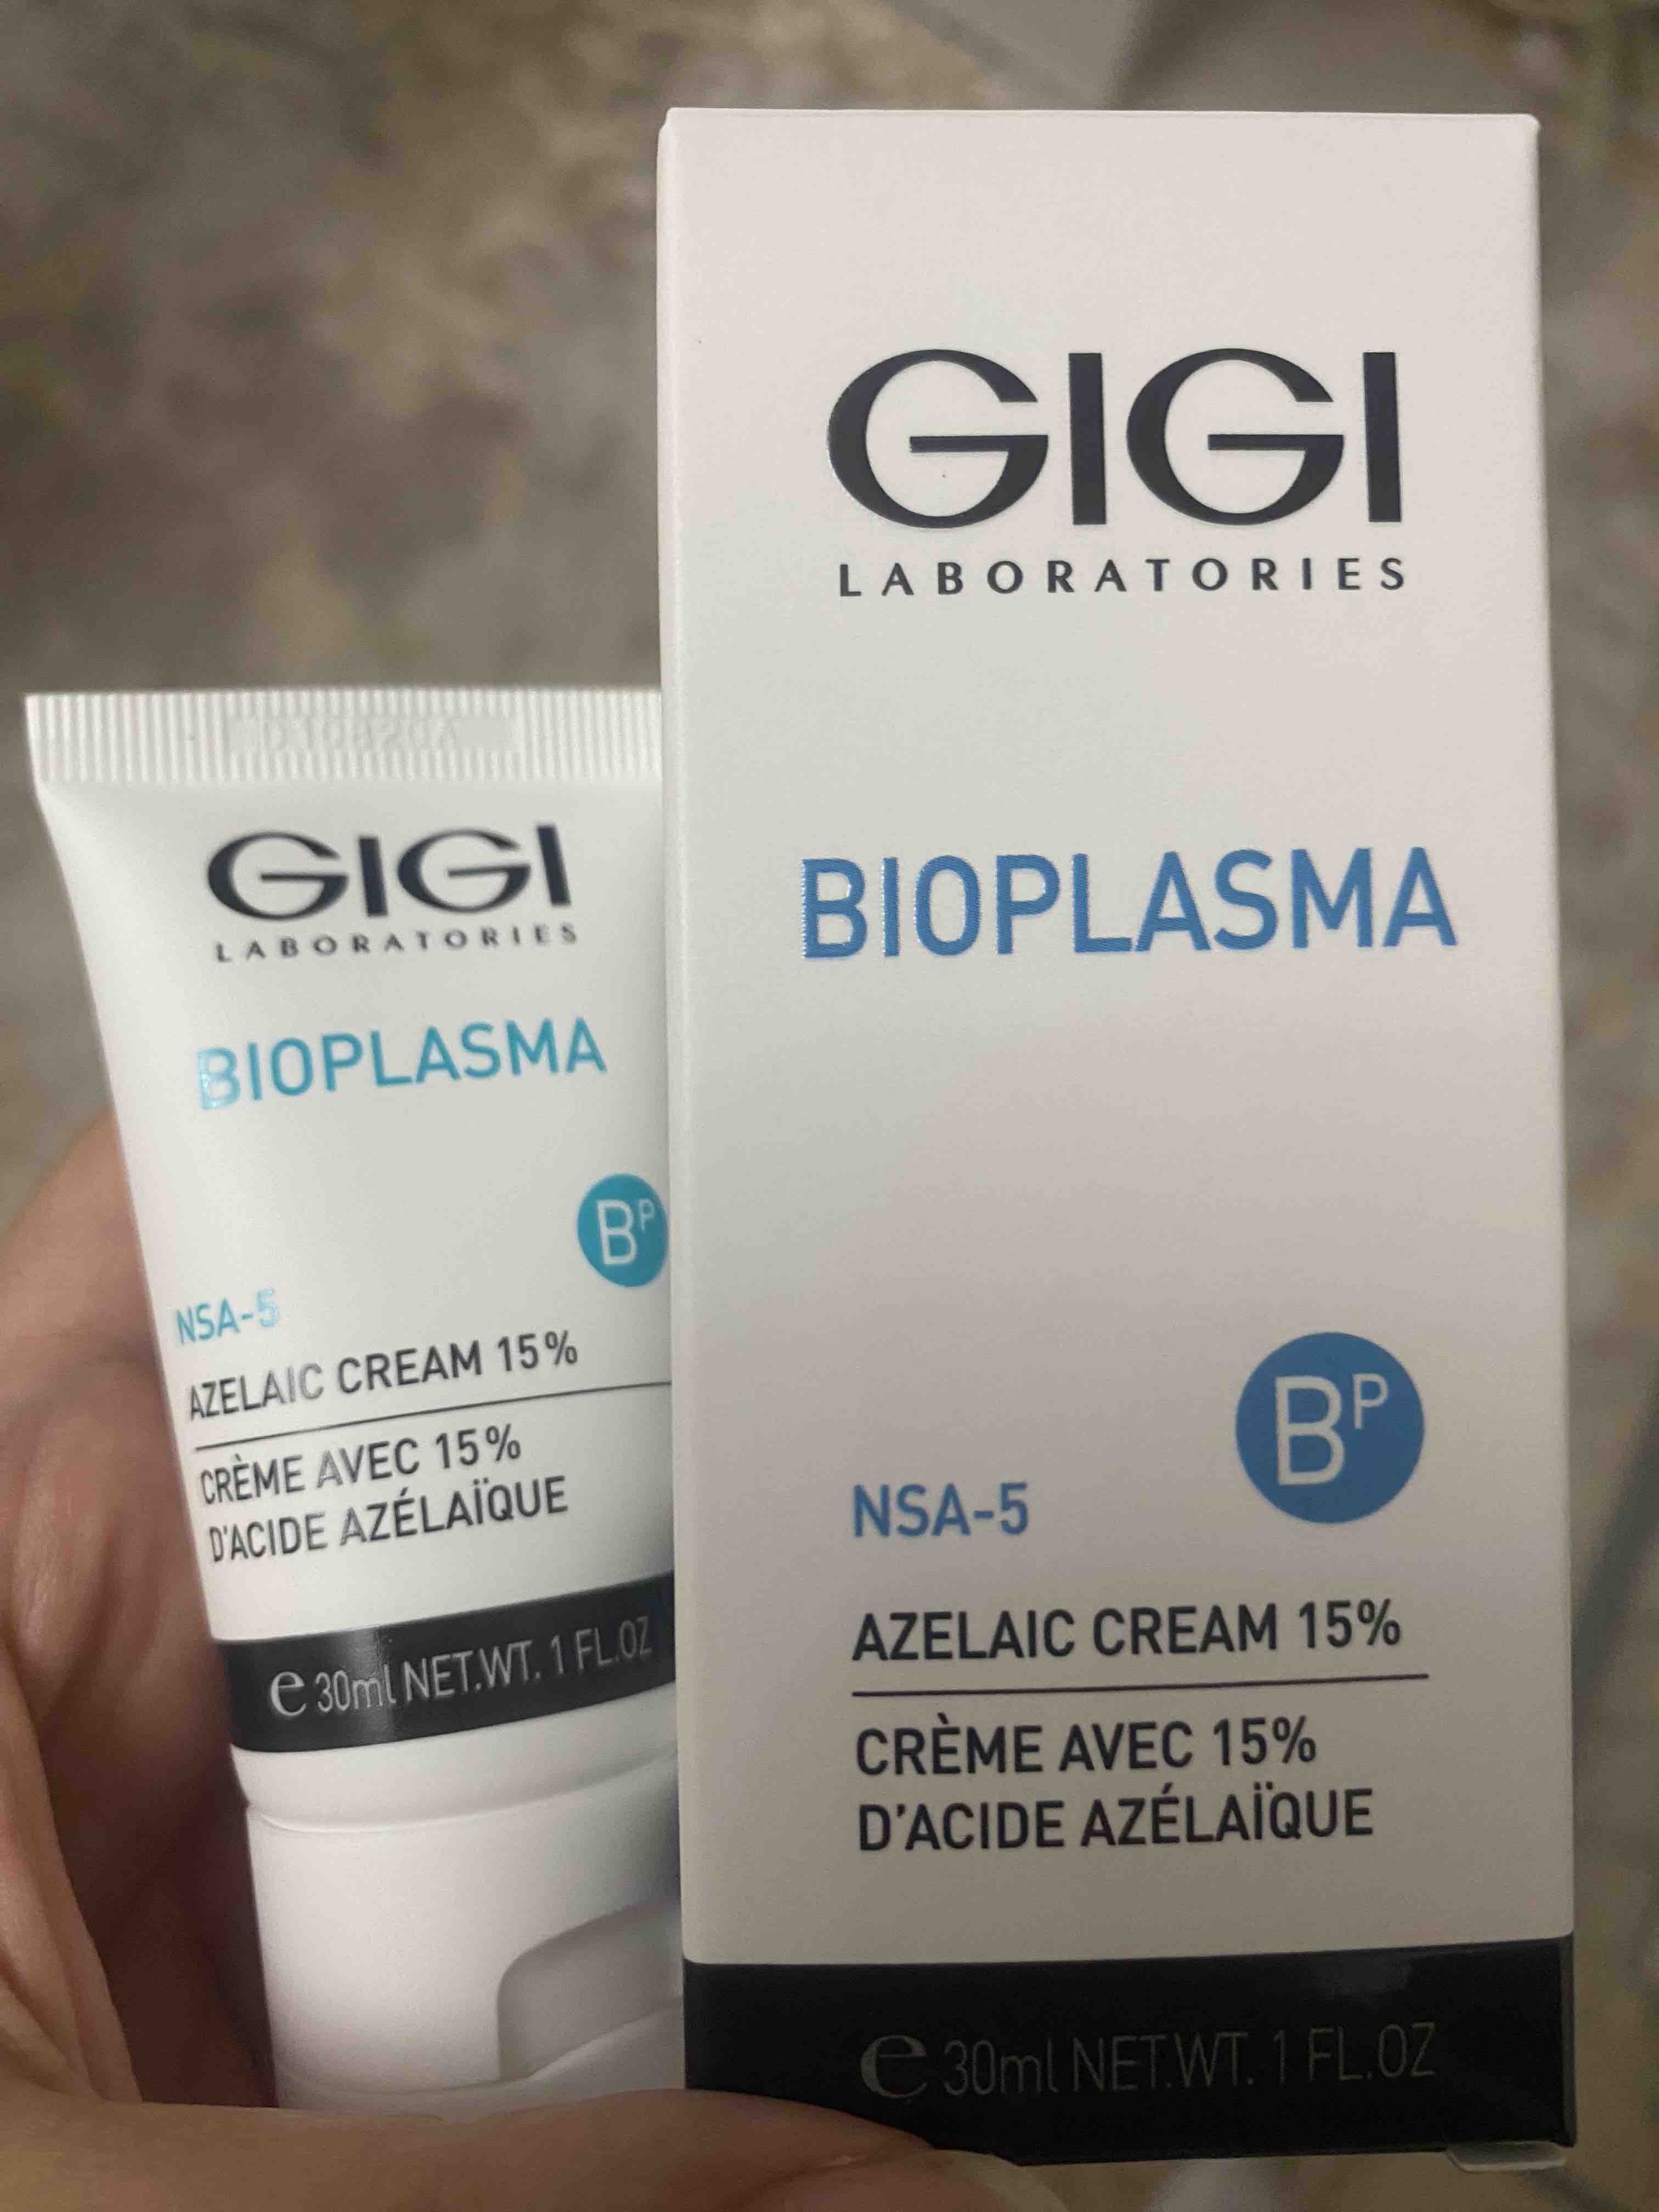 GIGI
LABORATORIES
BIOPLASMA
BP
NSA-5
AZELAIC CREAM 15%
CRÈME AVEC 15%
D'ACIDE AZÉLAÏQUE
e 30ml NET.WT. 1 FL.OZ
GIGI
LABORATORIES
BIOPLASMA
BP
NSA-5
AZELAIC CREAM 15%
CRÈME AVEC 15%
D'ACIDE AZÉLAÏQUE
e 30ml NET.WT. 1 FL.OZ